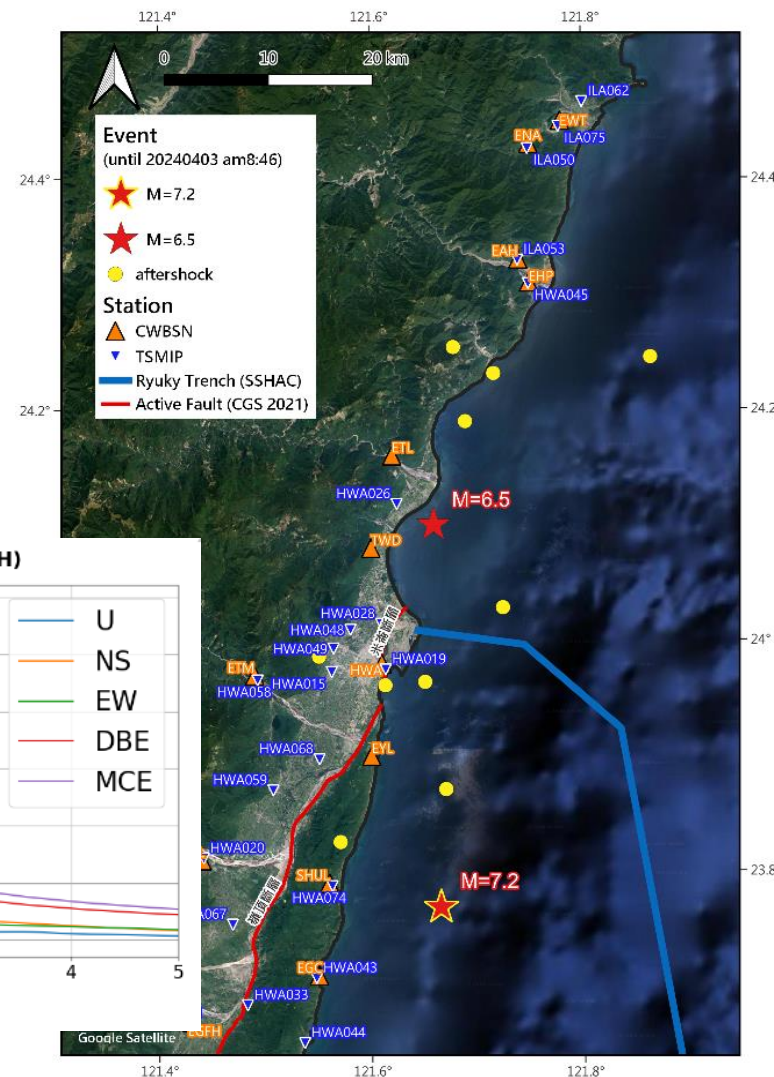 121.4°
121.6°
121.8°
0
10
20 km
Event
(until 20240403 am8:46)
M=7.2
M=6.5
aftershock
Station
CWBSN
TSMIP
Ryuky Trench (SSHAC)
Active Fault (CGS 2021)
24.4°
24.4
24.2°
24.2
24°
23.8
ILA062
EWT
ILA075
ENA
ILA050
EAH
ILA053
EHP
HWA045
ETL
HWA026
M=6.5
TWD
HWA028
HWA048
米崙斷層
HWA049
HWA
HWA019
ETM
HWA015
HWA058
HWA068
EYL
HWA059
HWA020
SHUL
HWA074
M=7.2
嶺頂斷層
A067
EGC
HWA043
HWA033
EGFH
HWA044
Google Satellite
121.4°
121.6°
121.8°
H)
U
NS
EW
DBE
MCE
4
5